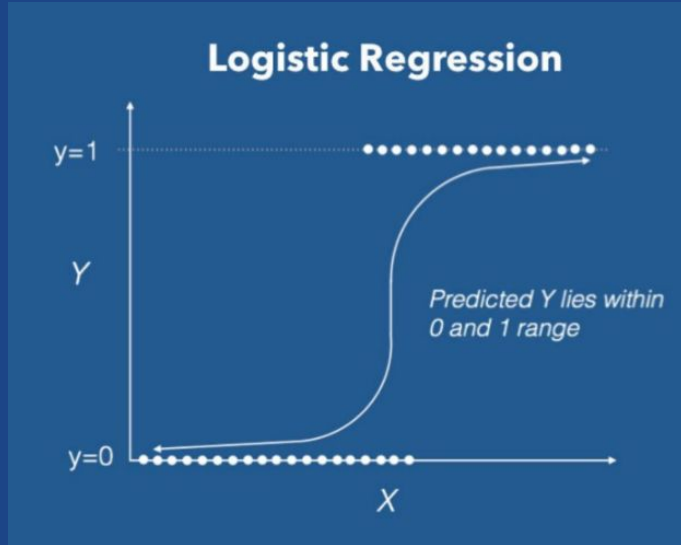 Logistic Regression
y=1
Y
Predicted Y lies within
0 and 1 range
y=0
X